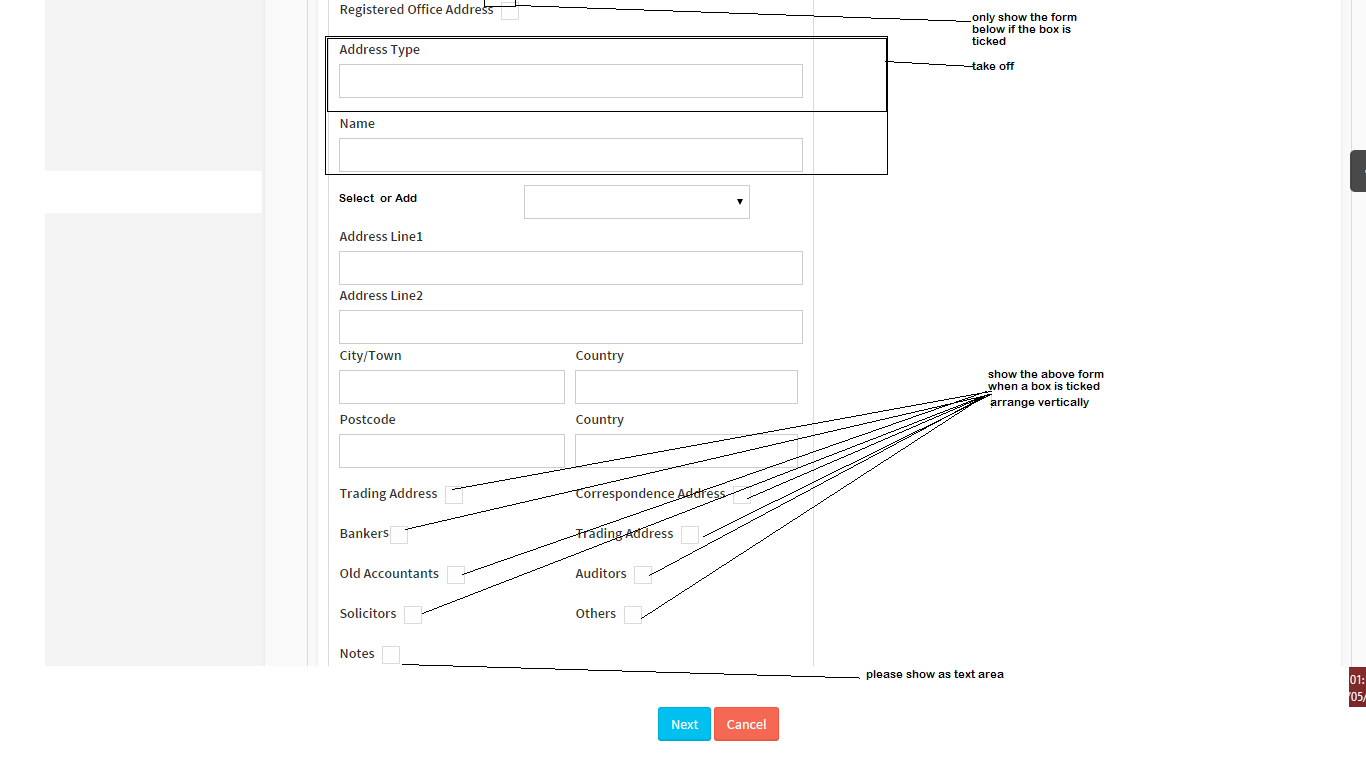 Registered Office Address
only show the form
below if the box is
ticked
Address Type
take off
Name
Select or Add
Address Line1
Address Line2
City/Town Country
show the above form
when a box is ticked
arrange vertically
Postcode Country
Trading Address Correspondence Address
Bankers Trading Address
Old Accountants Auditors
Solicitors Others
Notes
please show as text area
01:
/05/
Next Cancel